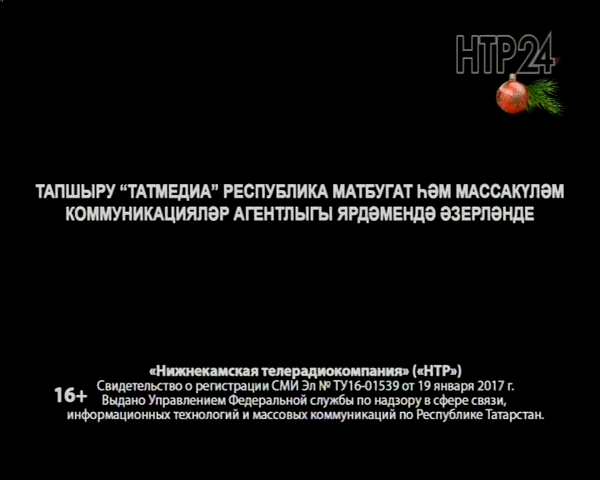 НТР24
ТАПШЫРУ “ТАТМЕДИА” РЕСПУБЛИКА МАТБУГАТ ҺӘМ МАССАКҮЛӘМ
КОММУНИКАЦИЯЛӘР АГЕНТЛЫГЫ ЯРДӘМЕНДӘ ӘЗЕРЛӘНДЕ
«Нижнекамская телерадиокомпания» («НТР»)
16+
Свидетельство о регистрации СМИ Эл № ТУ16-01539 от 19 января 2017 г.
Выдано Управлением Федеральной службы по надзору в сфере связи,
информационных технологий и массовых коммуникаций по Республике Татарстан.